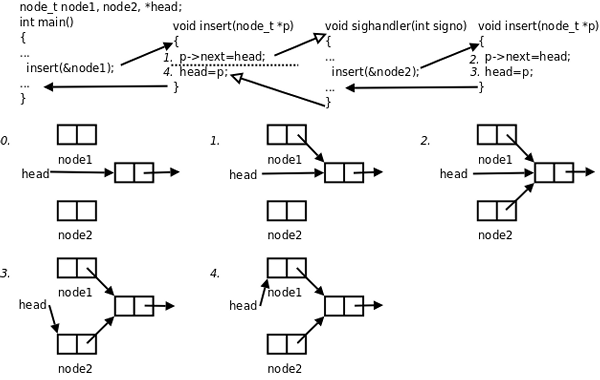 node_t node1, node2, *head;
int main()
{
...
insert(&node1);
...
}
void insert(node_t *p)
{
1. p->next=head;
4. head=p;
}
void sighandler(int signo)
{
...
insert(&node2);
...
}
void insert(node_t *p)
{
2. p->next=head;
3. head=p;
}
0.
node1
head
node2
1.
node1
head
node2
2.
node1
head
node2
3.
node1
head
node2
4.
node1
head
node2